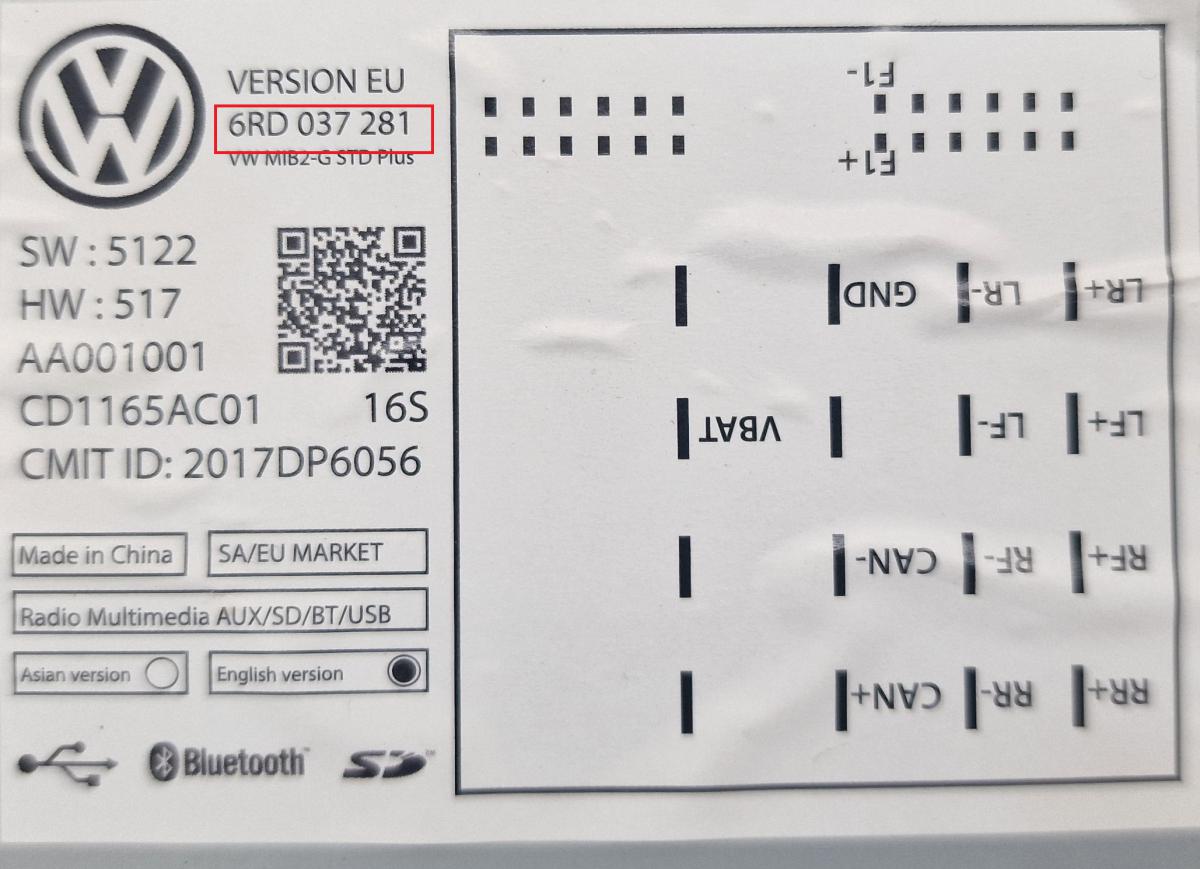 VERSION EU
6RD 037 281
VW MIB2-G STD Plus
SW : 5122
HW : 517
AA001001
CD1165AC01 16S
CMIT ID: 2017DP6056
Made in China
SA/EU MARKET
Radio Multimedia AUX/SD/BT/USB
Asian version
English version
Bluetooth™
SD™
F1-
F1+
GND LR- LR+
VBAT LF- LF+
CAN- RF- RF+
CAN+ RR- RR+